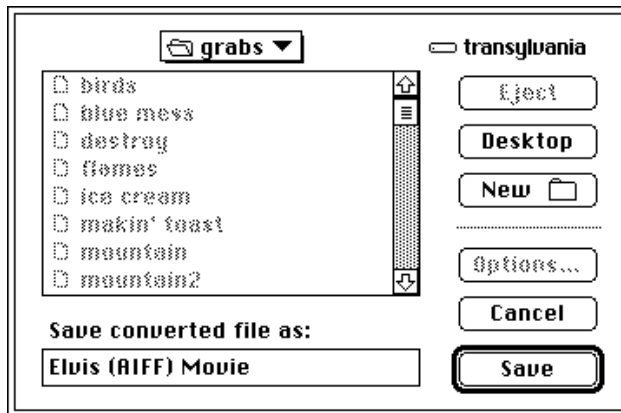 grabs
transylvania
birds
blue mess
destroy
flames
ice cream
makin' toast
mountain
mountain2
Eject
Desktop
New
Options...
Cancel
Save converted file as:
Elvis (AIFF) Movie
Save